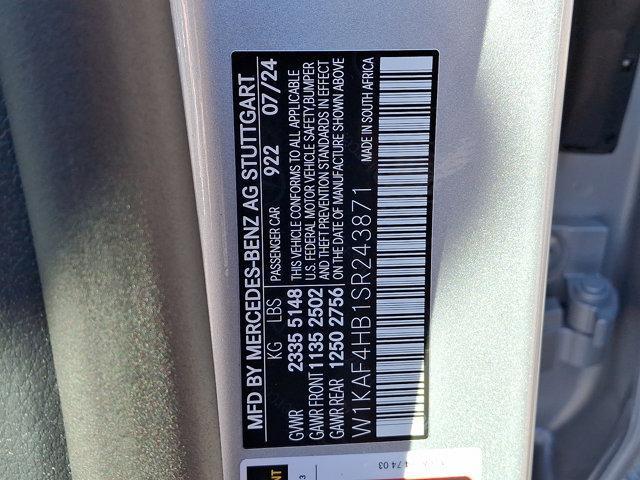 MFD BY MERCEDES-BENZ AG STUTTGART
KG LBS PASSENGER CAR 922 07/24
GVWR 2335 5148 THIS VEHICLE CONFORMS TO ALL APPLICABLE
GAWR FRONT 1135 2502 U.S. FEDERAL MOTOR VEHICLE SAFETY, BUMPER
AND THEFT PREVENTION STANDARDS IN EFFECT
GAWR REAR 1250 2756 ON THE DATE OF MANUFACTURE SHOWN ABOVE
W1KAF4HB1SR243871 MADE IN SOUTH AFRICA